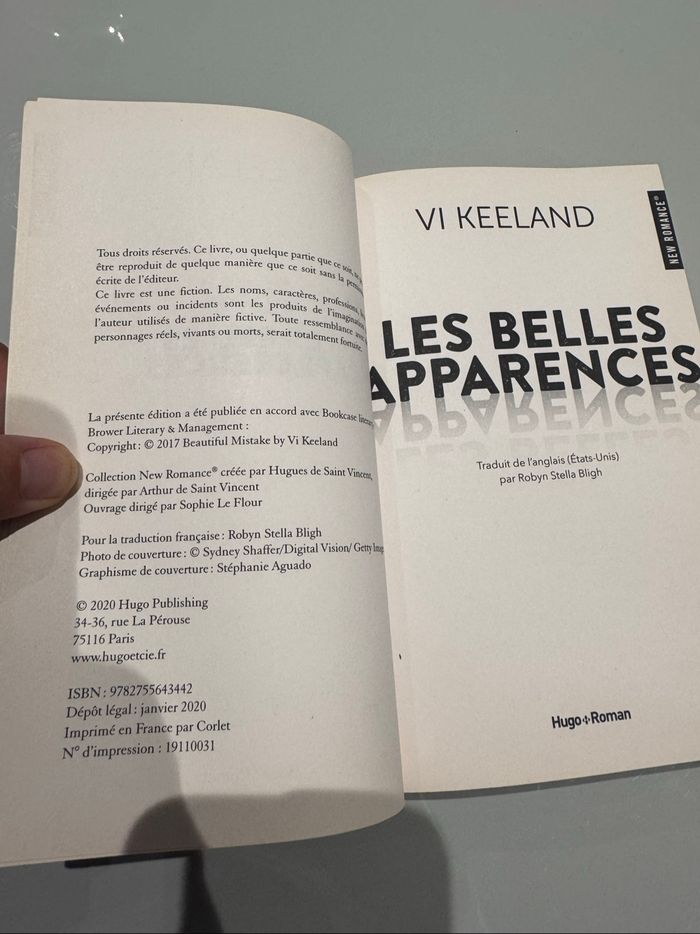 Tous droits réservés. Ce livre, ou quelque partie que ce soit, ne
être reproduit de quelque manière que ce soit sans la
écrite de l'éditeur.
Ce livre est une fiction. Les noms, caractères, professions,
événements ou incidents sont les produits de l'imagination
l'auteur utilisés de manière fictive. Toute ressemblance avec
personnages réels, vivants ou morts, serait totalement fortuite.
La présente édition a été publiée en accord avec Bookcase literary
Brower Literary & Management :
Copyright : © 2017 Beautiful Mistake by Vi Keeland
Collection New Romance® créée par Hugues de Saint Vincent,
dirigée par Arthur de Saint Vincent
Ouvrage dirigé par Sophie Le Flour
Pour la traduction française : Robyn Stella Bligh
Photo de couverture : © Sydney Shaffer/Digital Vision/ Getty
Graphisme de couverture : Stéphanie Aguado
© 2020 Hugo Publishing
34-36, rue La Pérouse
75116 Paris
www.hugoetcie.fr
ISBN : 9782755643442
Dépôt légal : janvier 2020
Imprimé en France par Corlet
N° d'impression : 19110031
VI KEELAND
NEW ROMANCE®
LES BELLES
APPARENCES
Traduit de l'anglais (États-Unis)
par Robyn Stella Bligh
Hugo+Roman